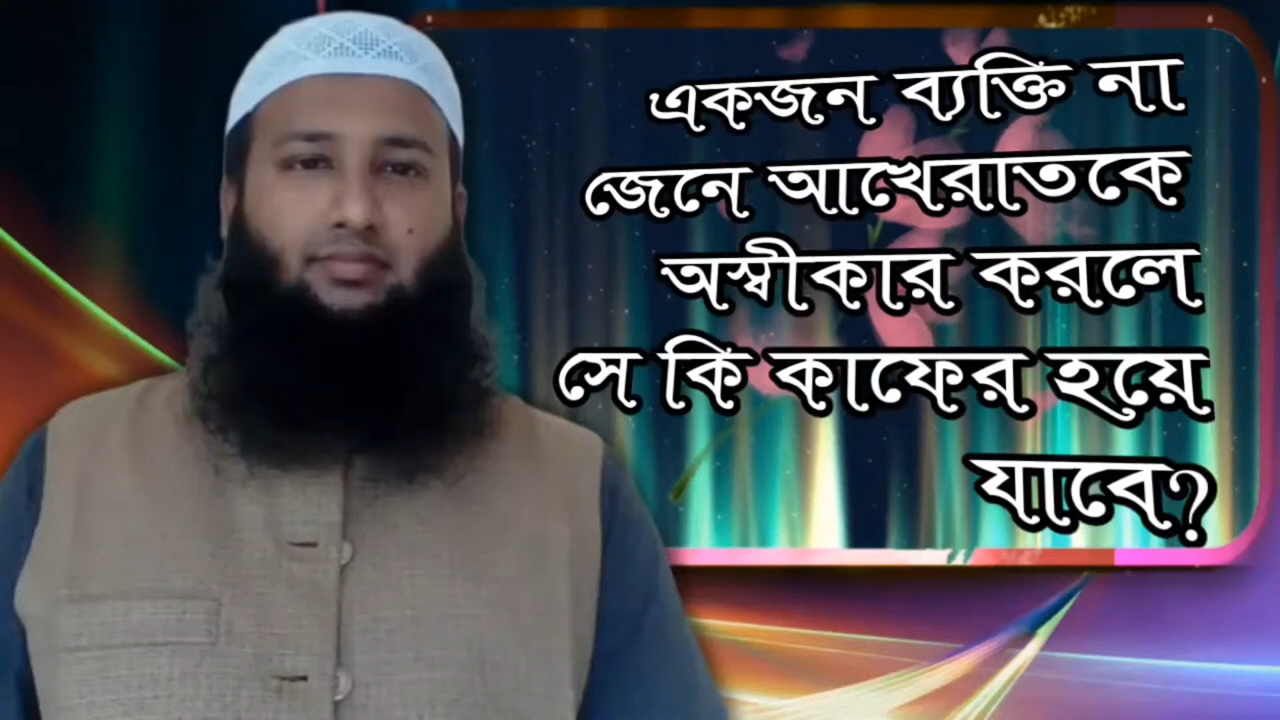 একজন ব্যক্তি না
জেনে আখেরাতকে
অস্বীকার করলে
সে কি কাফের হয়ে
যাবে?